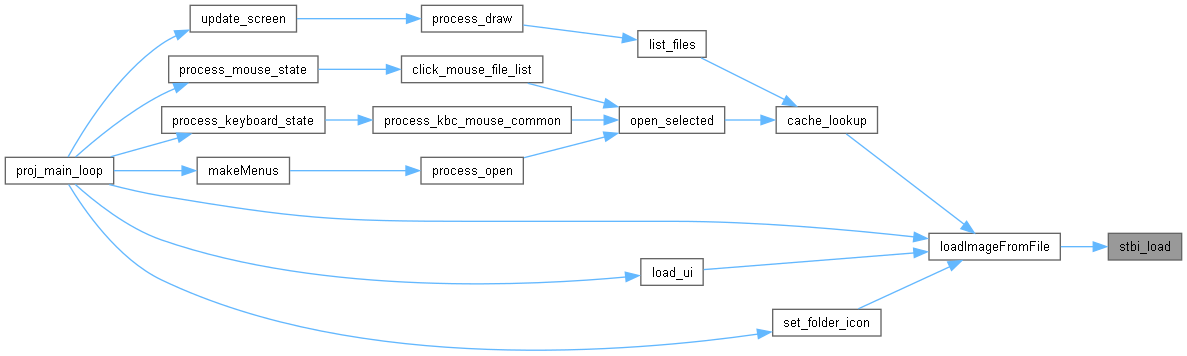 update_screen
process_draw
list_files
process_mouse_state
click_mouse_file_list
process_keyboard_state
process_kbc_mouse_common
open_selected
cache_lookup
proj_main_loop
makeMenus
process_open
loadImageFromFile
stbi_load
load_ui
set_folder_icon